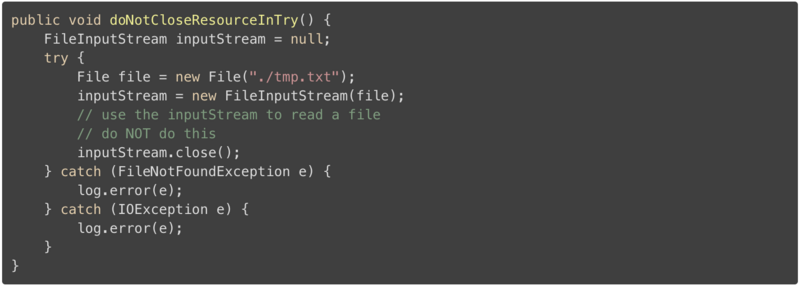 public void doNotCloseResourceInTry() {
    FileInputStream inputStream = null;
    try {
        File file = new File("./tmp.txt");
        inputStream = new FileInputStream(file);
        // use the inputStream to read a file
        // do NOT do this
        inputStream.close();
    } catch (FileNotFoundException e) {
        log.error(e);
    } catch (IOException e) {
        log.error(e);
    }
}